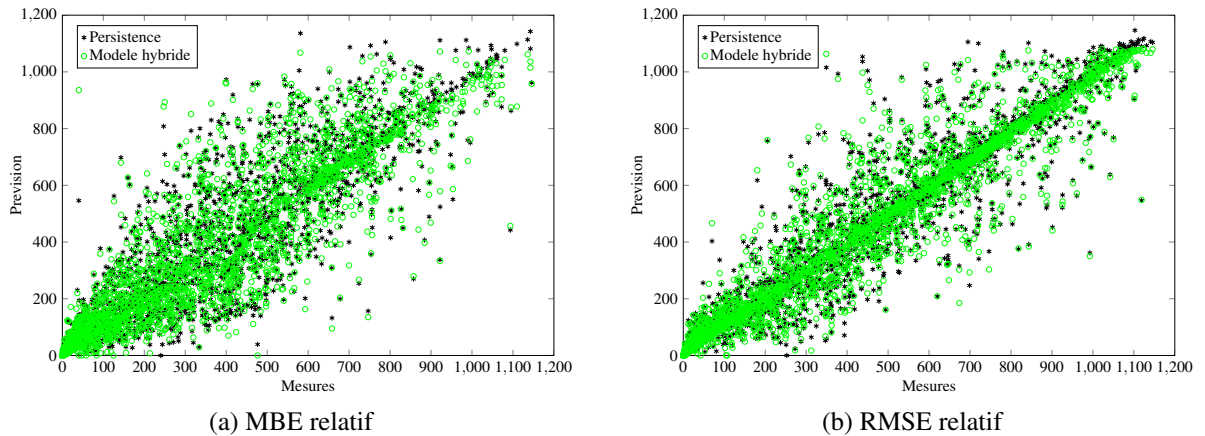 1,200
1,000
800
600
400
200
0
Prevision
Persistence
Modele hybride
0 100 200 300 400 500 600 700 800 900 1,000 1,100 1,200
Mesures
(a) MBE relatif
1,200
1,000
800
600
400
200
0
Prevision
Persistence
Modele hybride
0 100 200 300 400 500 600 700 800 900 1,000 1,100 1,200
Mesures
(b) RMSE relatif